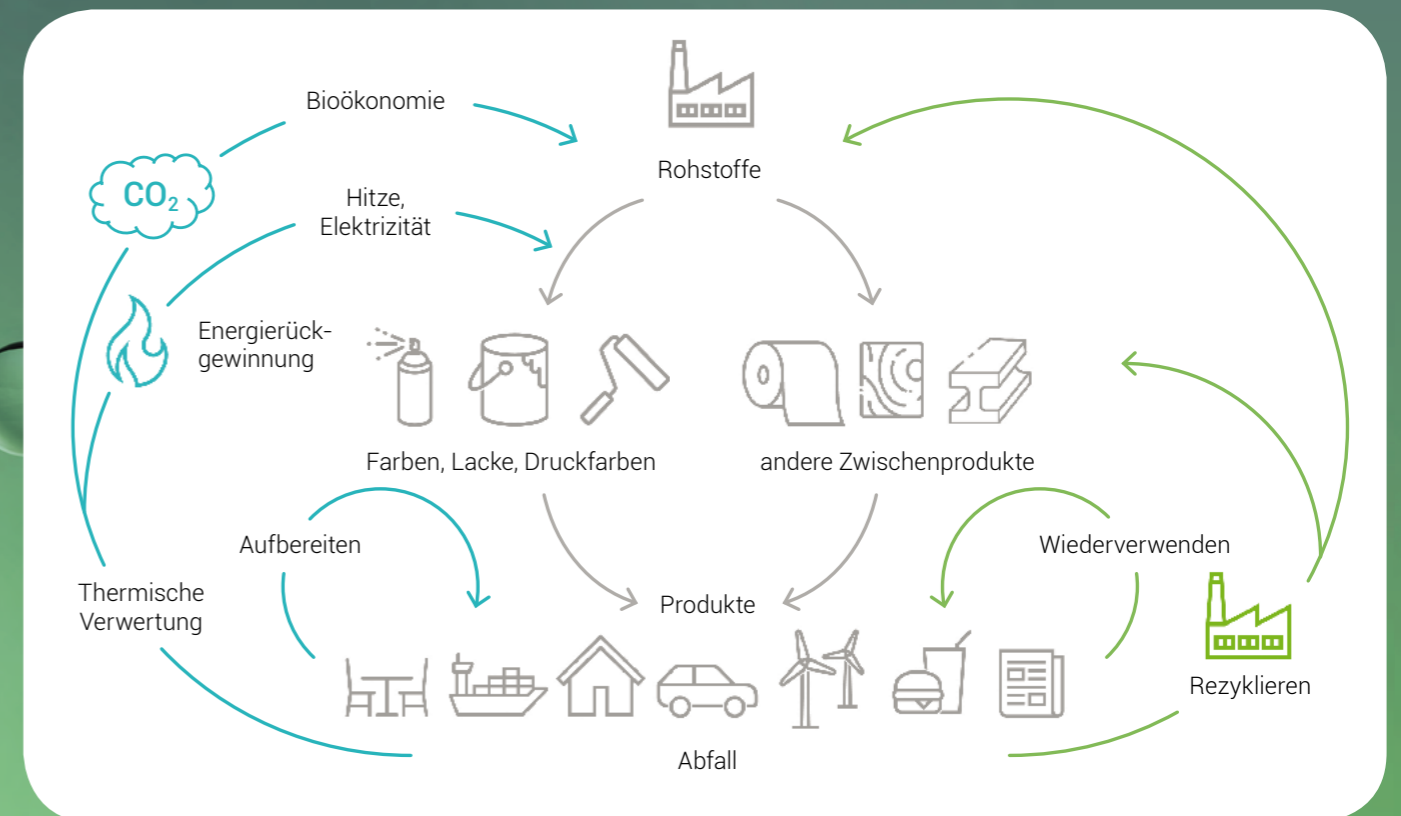 Bioökonomie
Rohstoffe
CO₂
Hitze,
Elektrizität
Energierück-
gewinnung
Farben, Lacke, Druckfarben
andere Zwischenprodukte
Aufbereiten
Wiederverwenden
Thermische
Verwertung
Produkte
Rezyklieren
Abfall